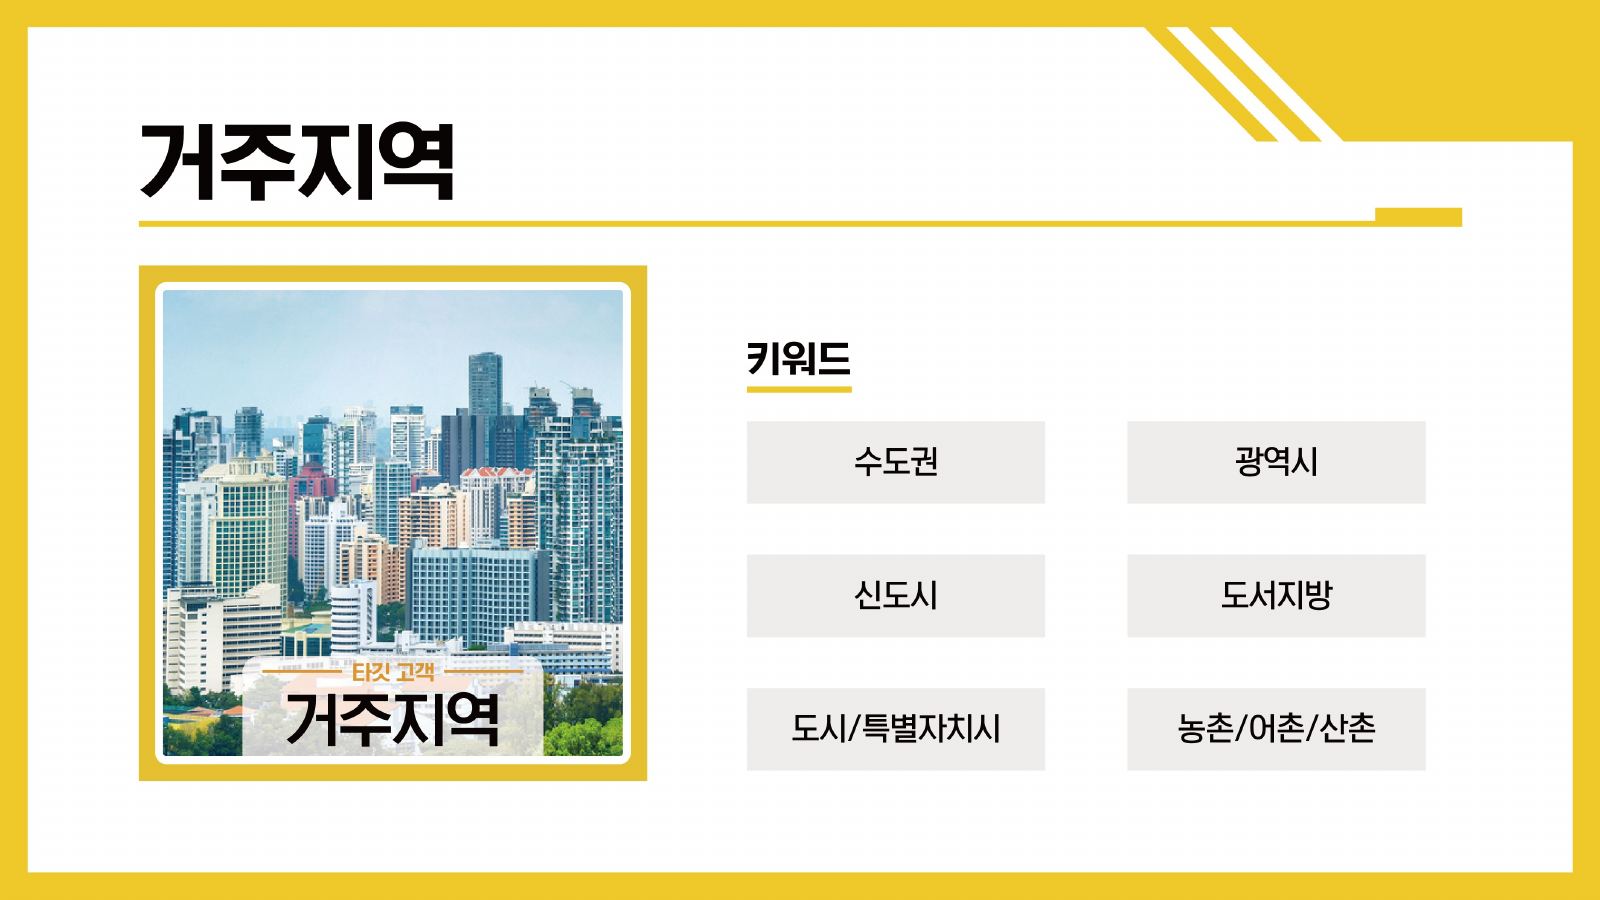 거주지역
타깃 고객
거주지역
키워드
수도권
광역시
신도시
도서지방
도시/특별자치시
농촌/어촌/산촌